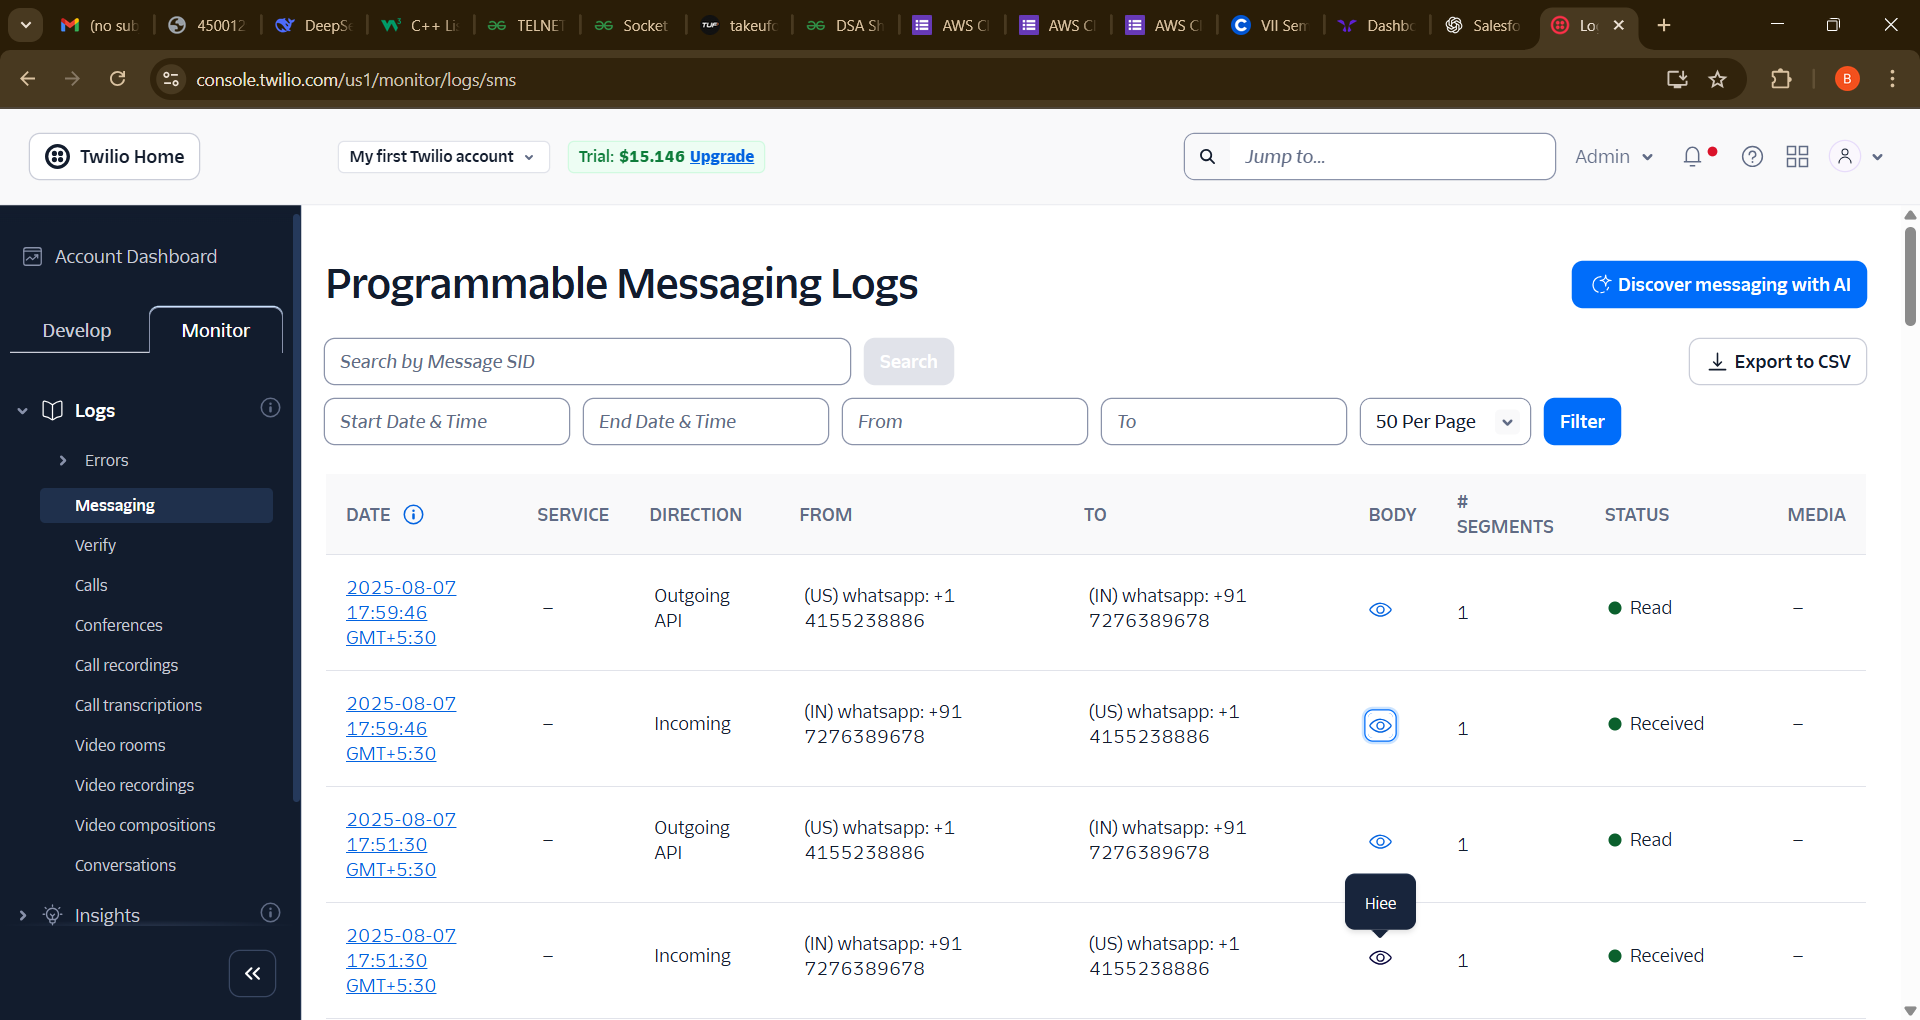 (no sub
450012
DeepSe
C++ Li
TELNET
Socket
takeufo
DSA Sh
AWS Cl
AWS Cl
AWS Cl
VII Sem
Dashbo
Salesfo
Lo
console.twilio.com/us1/monitor/logs/sms
B
Twilio Home
My first Twilio account
Trial: $15.146 Upgrade
Jump to...
Admin
Account Dashboard
Develop
Monitor
Logs
Errors
Messaging
Verify
Calls
Conferences
Call recordings
Call transcriptions
Video rooms
Video recordings
Video compositions
Conversations
Insights
Programmable Messaging Logs
Discover messaging with AI
Search by Message SID
Search
Export to CSV
Start Date & Time
End Date & Time
From
To
50 Per Page
Filter
DATE
SERVICE
DIRECTION
FROM
TO
BODY
#
SEGMENTS
STATUS
MEDIA
2025-08-07
17:59:46
GMT+5:30
–
Outgoing
API
(US) whatsapp: +1
4155238886
(IN) whatsapp: +91
7276389678
1
Read
–
2025-08-07
17:59:46
GMT+5:30
–
Incoming
(IN) whatsapp: +91
7276389678
(US) whatsapp: +1
4155238886
1
Received
–
2025-08-07
17:51:30
GMT+5:30
–
Outgoing
API
(US) whatsapp: +1
4155238886
(IN) whatsapp: +91
7276389678
1
Read
–
Hiee
2025-08-07
17:51:30
GMT+5:30
–
Incoming
(IN) whatsapp: +91
7276389678
(US) whatsapp: +1
4155238886
1
Received
–